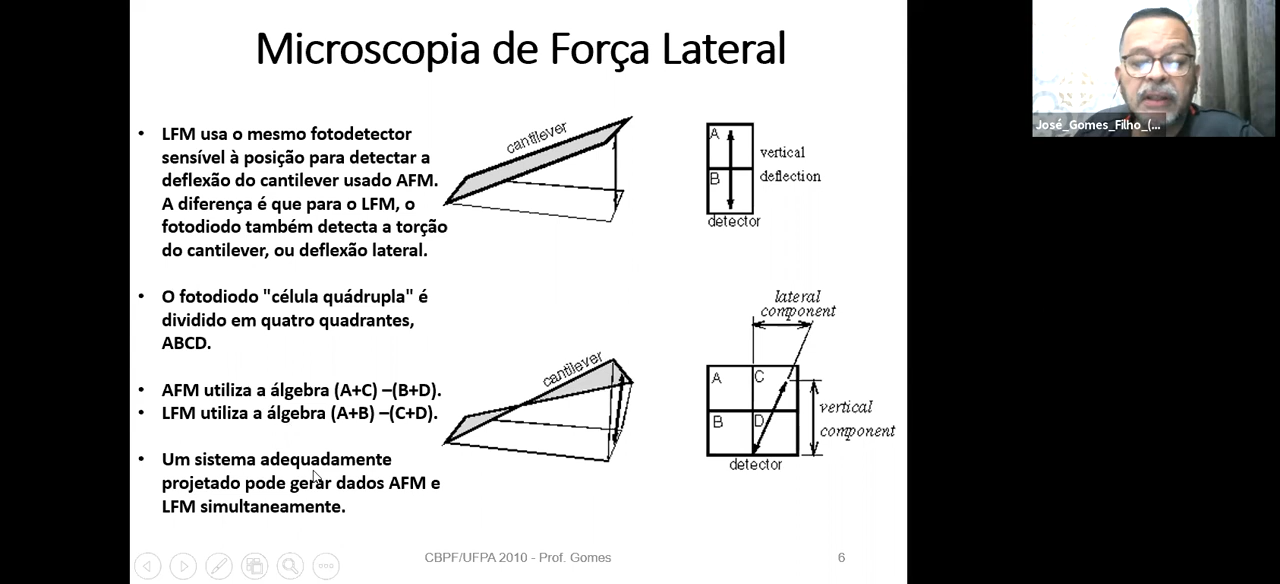 Microscopia de Força Lateral
• LFM usa o mesmo fotodetector
sensível à posição para detectar a
deflexão do cantilever usado AFM.
A diferença é que para o LFM, o
fotodiodo também detecta a torção
do cantilever, ou deflexão lateral.
• O fotodiodo "célula quádrupla" é
dividido em quatro quadrantes,
ABCD.
• AFM utiliza a álgebra (A+C) –(B+D).
• LFM utiliza a álgebra (A+B) –(C+D).
• Um sistema adequadamente
projetado pode gerar dados AFM e
LFM simultaneamente.
cantilever
A
B
vertical
deflection
detector
cantilever
lateral
component
A C
B D
vertical
component
detector
CBPF/UFPA 2010 - Prof. Gomes
6
José_Gomes_Filho_(...